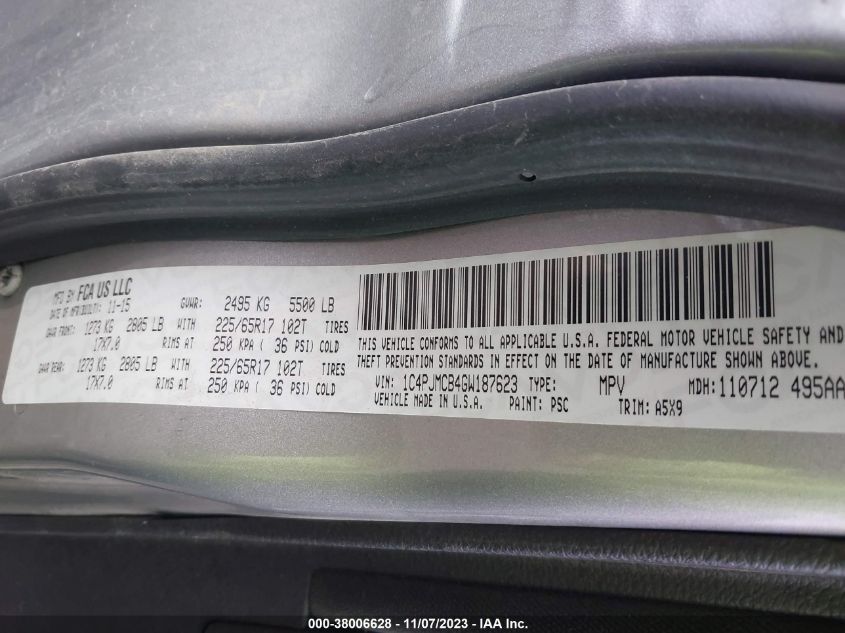 MFD BY FCA US LLC
DATE OF MFR(BUILT): 11-15 GVWR: 2495 KG 5500 LB
GAWR FRONT: 1273 KG 2805 LB WITH 225/65R17 102T TIRES
17X7.0 RIMS AT 250 KPA ( 36 PSI) COLD
GAWR REAR: 1273 KG 2805 LB WITH 225/65R17 102T TIRES
17X7.0 RIMS AT 250 KPA ( 36 PSI) COLD
THIS VEHICLE CONFORMS TO ALL APPLICABLE U.S.A. FEDERAL MOTOR VEHICLE SAFETY AND
THEFT PREVENTION STANDARDS IN EFFECT ON THE DATE OF MANUFACTURE SHOWN ABOVE.
VIN: 1C4PJMCB4GW187623 TYPE: MPV MDH: 110712 495AA
VEHICLE MADE IN U.S.A. PAINT: PSC TRIM: A5X9
000-38006628 - 11/07/2023 - IAA Inc.